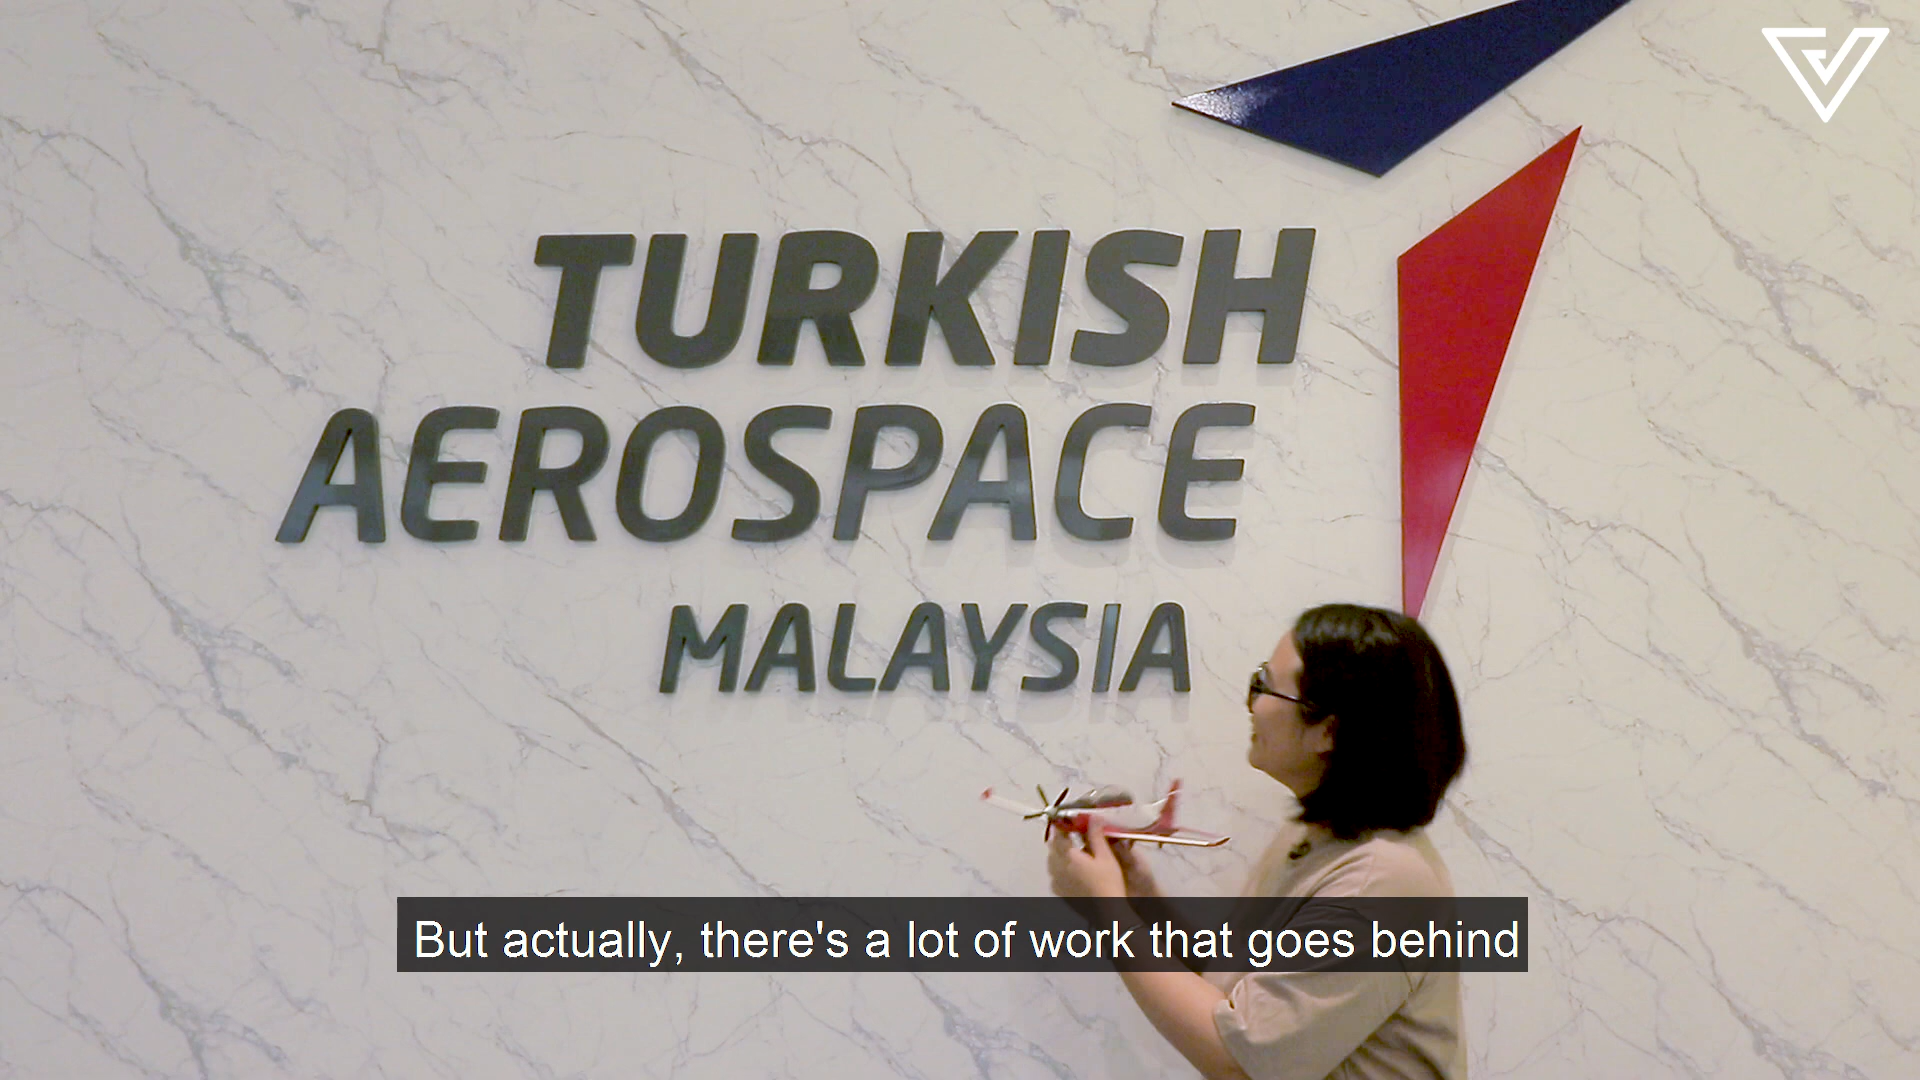 TURKISH
AEROSPACE
MALAYSIA
But actually, there's a lot of work that goes behind